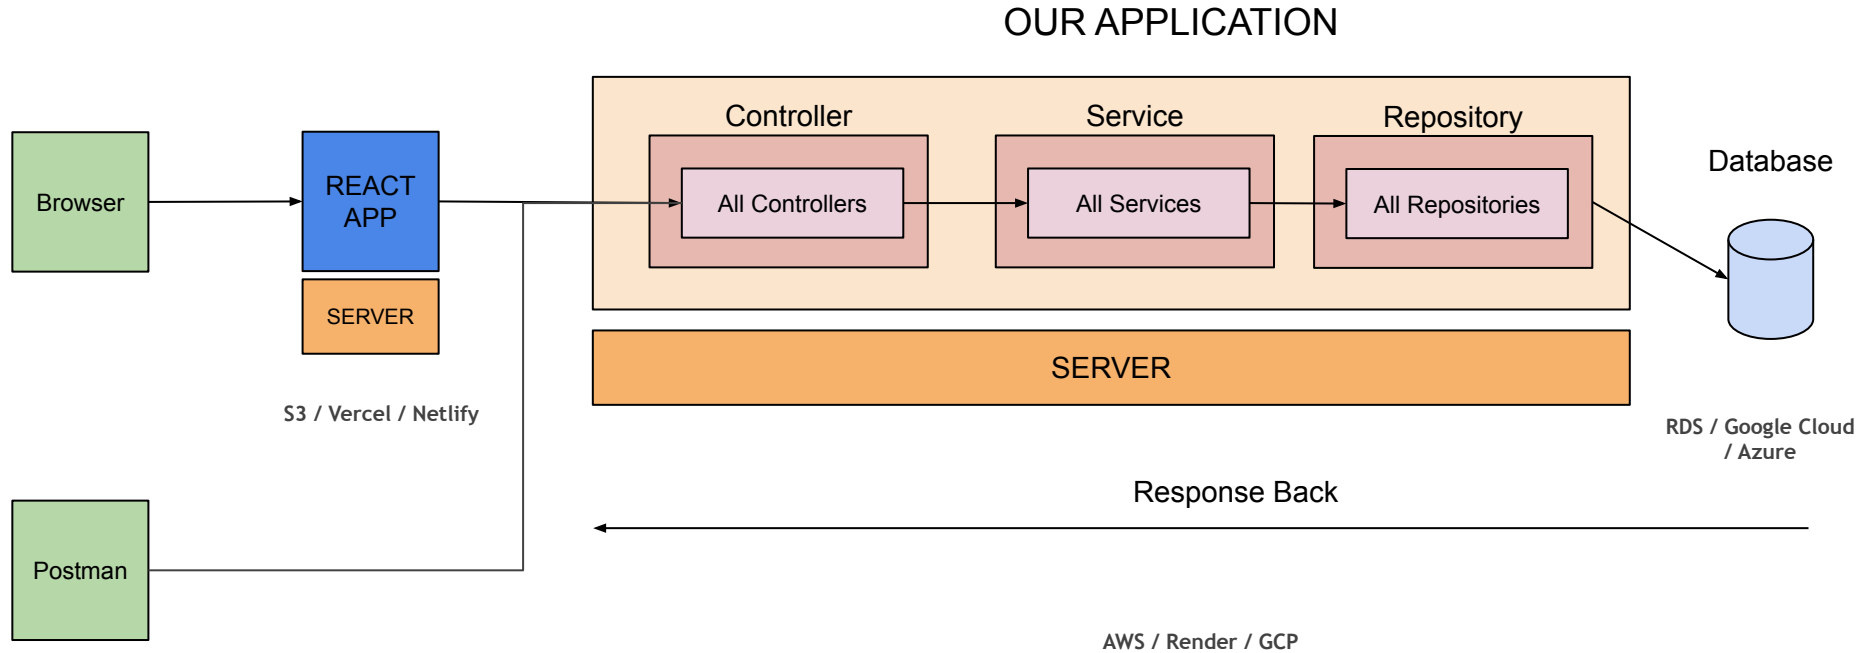 OUR APPLICATION
Controller
Service
Repository
Database
Browser
REACT
APP
All Controllers
All Services
All Repositories
SERVER
SERVER
S3 / Vercel / Netlify
RDS / Google Cloud
/ Azure
Response Back
Postman
AWS / Render / GCP